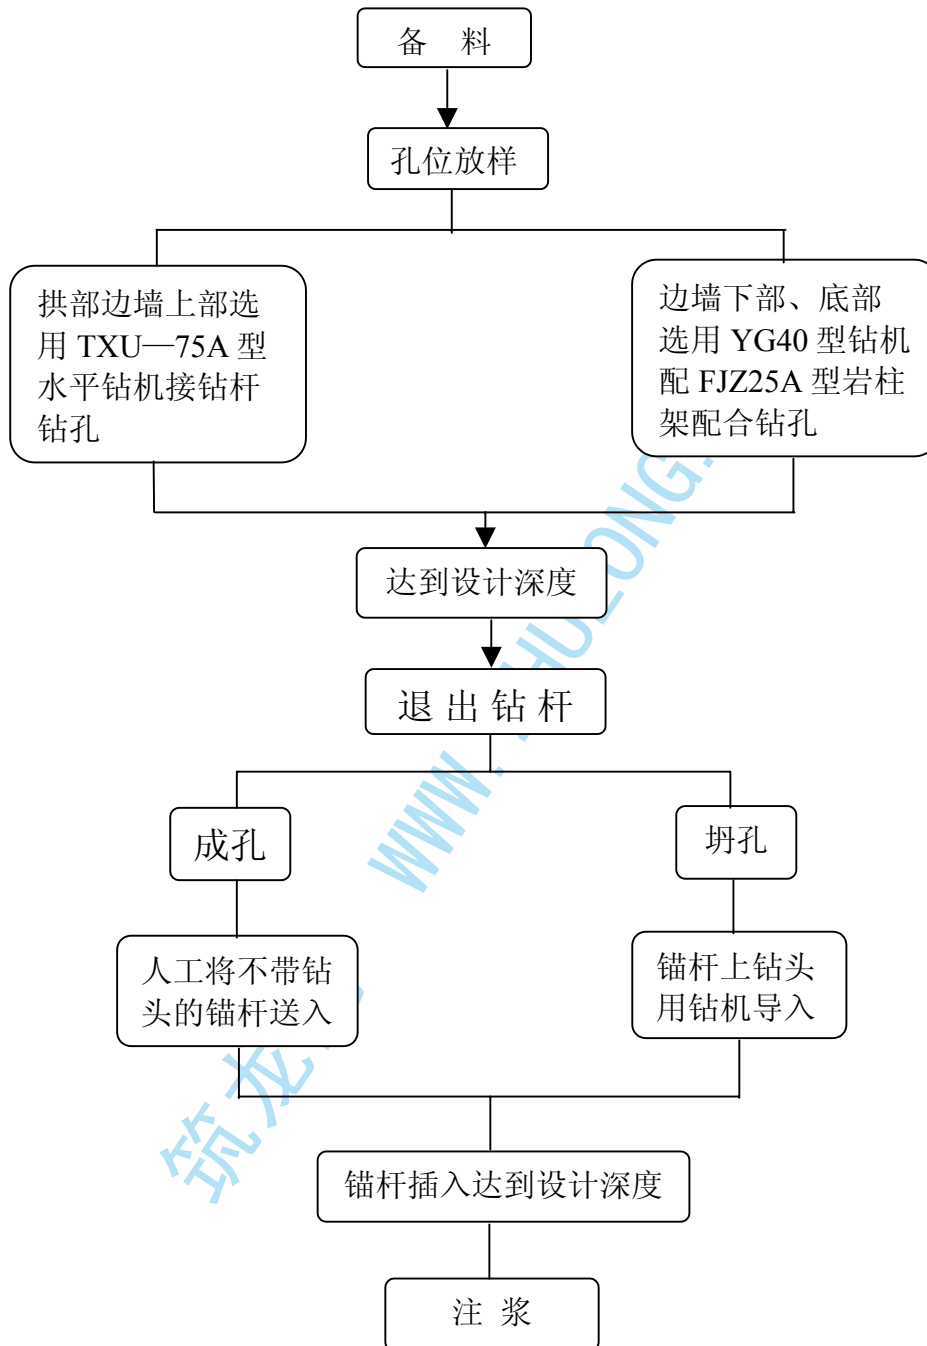 备 料
孔位放样
拱部边墙上部选
用 TXU—75A 型
水平钻机接钻杆
钻孔
边墙下部、底部
选用 YG40 型钻机
配 FJZ25A 型岩柱
架配合钻孔
达到设计深度
退出钻杆
成孔
坍孔
人工将不带钻
头的锚杆送入
锚杆上钻头
用钻机导入
锚杆插入达到设计深度
注 浆
筑龙
WWW.
HULONG.